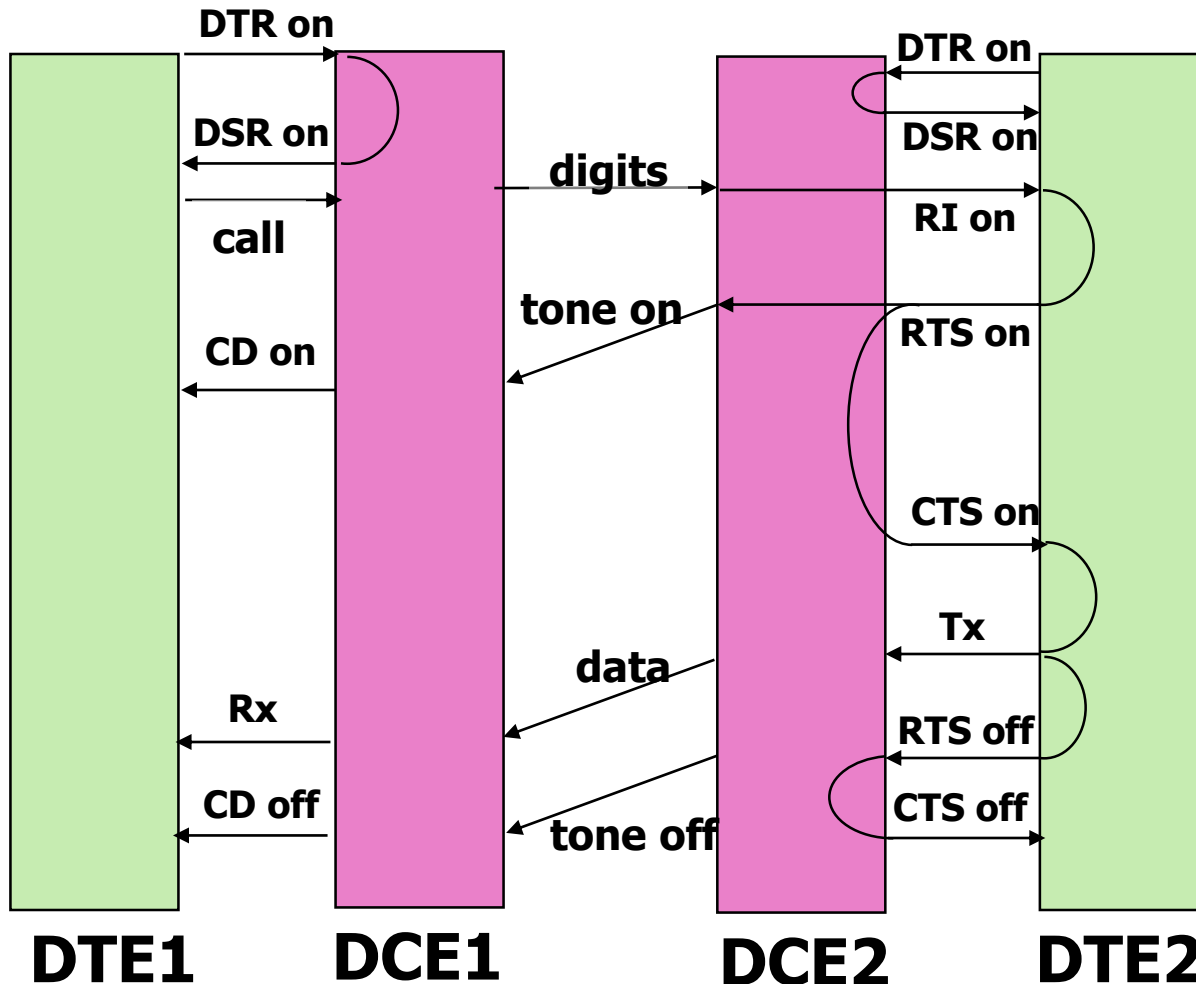 DTR on
DTR on
DSR on
DSR on
digits
call
RI on
tone on
RTS on
CD on
CTS on
Tx
data
Rx
RTS off
CD off
CTS off
tone off
DTE1
DCE1
DCE2
DTE2